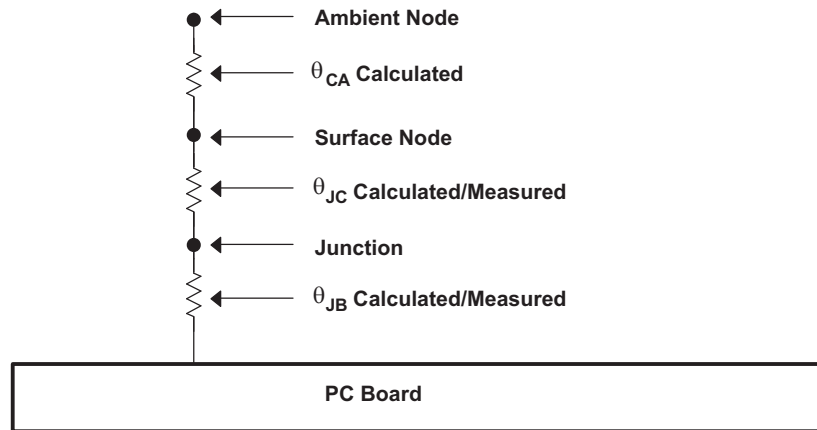 Ambient Node
θCA Calculated
Surface Node
θJC Calculated/Measured
Junction
θJB Calculated/Measured
PC Board